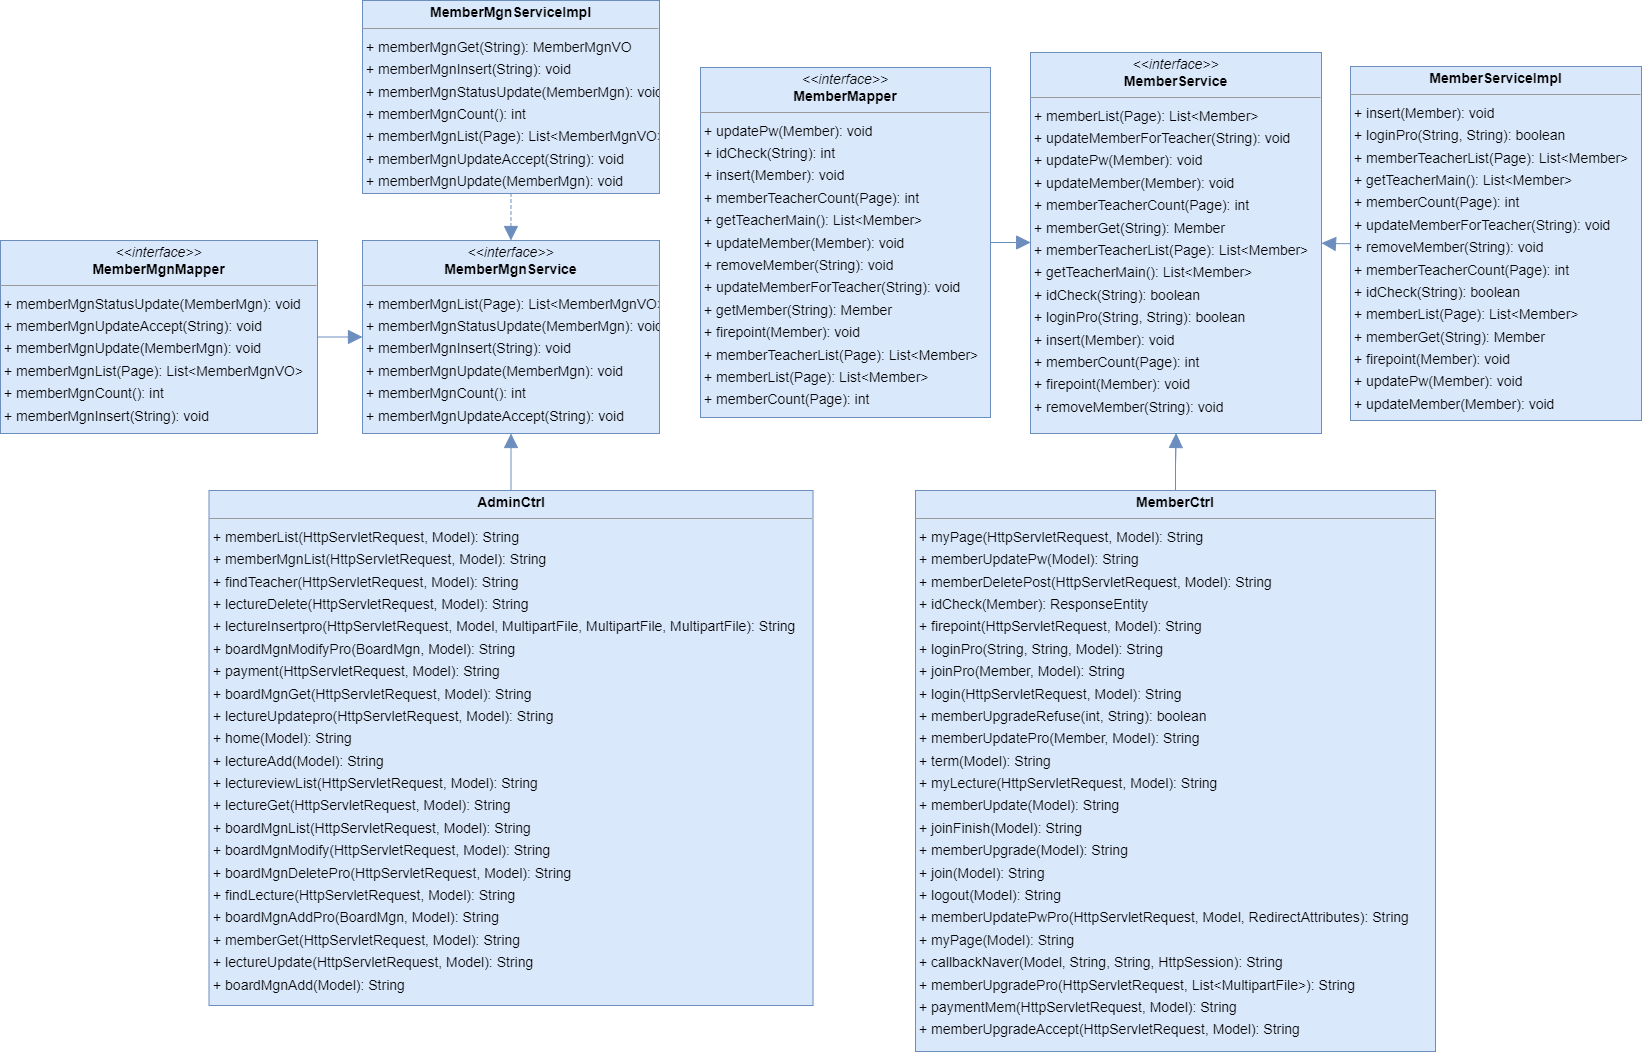 MemberMgnServiceImpl
+ memberMgnGet(String): MemberMgnVO
+ memberMgnInsert(String): void
+ memberMgnStatusUpdate(MemberMgn): void
+ memberMgnCount(): int
+ memberMgnList(Page): List<MemberMgnVO>
+ memberMgnUpdateAccept(String): void
+ memberMgnUpdate(MemberMgn): void
<<interface>>
MemberMgnMapper
+ memberMgnStatusUpdate(MemberMgn): void
+ memberMgnUpdateAccept(String): void
+ memberMgnUpdate(MemberMgn): void
+ memberMgnList(Page): List<MemberMgnVO>
+ memberMgnCount(): int
+ memberMgnInsert(String): void
<<interface>>
MemberMgnService
+ memberMgnList(Page): List<MemberMgnVO>
+ memberMgnStatusUpdate(MemberMgn): void
+ memberMgnInsert(String): void
+ memberMgnUpdate(MemberMgn): void
+ memberMgnCount(): int
+ memberMgnUpdateAccept(String): void
<<interface>>
MemberMapper
+ updatePw(Member): void
+ idCheck(String): int
+ insert(Member): void
+ memberTeacherCount(Page): int
+ getTeacherMain(): List<Member>
+ updateMember(Member): void
+ removeMember(String): void
+ updateMemberForTeacher(String): void
+ getMember(String): Member
+ firepoint(Member): void
+ memberTeacherList(Page): List<Member>
+ memberList(Page): List<Member>
+ memberCount(Page): int
<<interface>>
MemberService
+ memberList(Page): List<Member>
+ updateMemberForTeacher(String): void
+ updatePw(Member): void
+ updateMember(Member): void
+ memberTeacherCount(Page): int
+ memberGet(String): Member
+ memberTeacherList(Page): List<Member>
+ getTeacherMain(): List<Member>
+ idCheck(String): boolean
+ loginPro(String, String): boolean
+ insert(Member): void
+ memberCount(Page): int
+ firepoint(Member): void
+ removeMember(String): void
MemberServiceImpl
+ insert(Member): void
+ loginPro(String, String): boolean
+ memberTeacherList(Page): List<Member>
+ getTeacherMain(): List<Member>
+ memberCount(Page): int
+ updateMemberForTeacher(String): void
+ removeMember(String): void
+ memberTeacherCount(Page): int
+ idCheck(String): boolean
+ memberList(Page): List<Member>
+ memberGet(String): Member
+ firepoint(Member): void
+ updatePw(Member): void
+ updateMember(Member): void
AdminCtrl
+ memberList(HttpServletRequest, Model): String
+ memberMgnList(HttpServletRequest, Model): String
+ findTeacher(HttpServletRequest, Model): String
+ lectureDelete(HttpServletRequest, Model): String
+ lectureInsertpro(HttpServletRequest, Model, MultipartFile, MultipartFile, MultipartFile): String
+ boardMgnModifyPro(BoardMgn, Model): String
+ payment(HttpServletRequest, Model): String
+ boardMgnGet(HttpServletRequest, Model): String
+ lectureUpdatepro(HttpServletRequest, Model): String
+ home(Model): String
+ lectureAdd(Model): String
+ lectureviewList(HttpServletRequest, Model): String
+ lectureGet(HttpServletRequest, Model): String
+ boardMgnList(HttpServletRequest, Model): String
+ boardMgnModify(HttpServletRequest, Model): String
+ boardMgnDeletePro(HttpServletRequest, Model): String
+ findLecture(HttpServletRequest, Model): String
+ boardMgnAddPro(BoardMgn, Model): String
+ memberGet(HttpServletRequest, Model): String
+ lectureUpdate(HttpServletRequest, Model): String
+ boardMgnAdd(Model): String
MemberCtrl
+ myPage(HttpServletRequest, Model): String
+ memberUpdatePw(Model): String
+ memberDeletePost(HttpServletRequest, Model): String
+ idCheck(Member): ResponseEntity
+ firepoint(HttpServletRequest, Model): String
+ loginPro(String, String, Model): String
+ joinPro(Member, Model): String
+ login(HttpServletRequest, Model): String
+ memberUpgradeRefuse(int, String): boolean
+ memberUpdatePro(Member, Model): String
+ term(Model): String
+ myLecture(HttpServletRequest, Model): String
+ memberUpdate(Model): String
+ joinFinish(Model): String
+ memberUpgrade(Model): String
+ join(Model): String
+ logout(Model): String
+ memberUpdatePwPro(HttpServletRequest, Model, RedirectAttributes): String
+ myPage(Model): String
+ callbackNaver(Model, String, String, HttpSession): String
+ memberUpgradePro(HttpServletRequest, List<MultipartFile>): String
+ paymentMem(HttpServletRequest, Model): String
+ memberUpgradeAccept(HttpServletRequest, Model): String